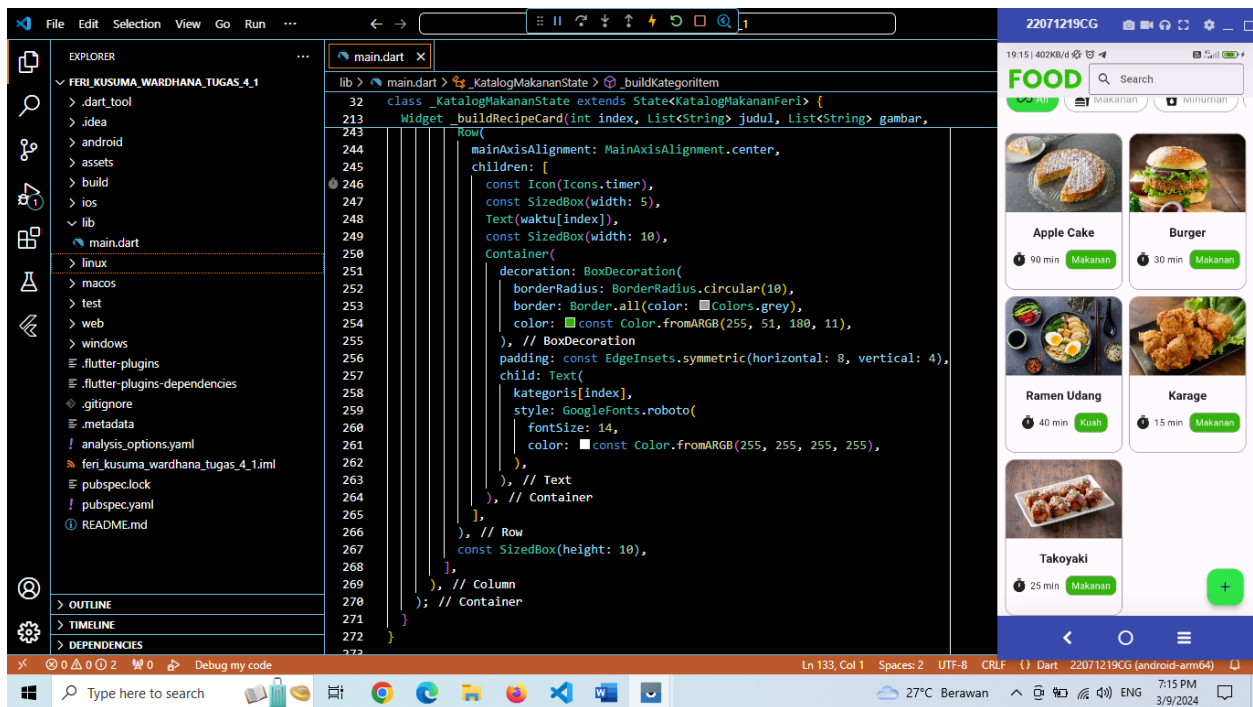 File Edit Selection View Go Run ...
_1
22071219CG
EXPLORER ...
FERI_KUSUMA_WARDHANA_TUGAS_4_1
.dart_tool
.idea
android
assets
build
ios
lib
main.dart
linux
macos
test
web
windows
.flutter-plugins
.flutter-plugins-dependencies
.gitignore
.metadata
analysis_options.yaml
feri_kusuma_wardhana_tugas_4_1.iml
pubspec.lock
pubspec.yaml
README.md
OUTLINE
TIMELINE
DEPENDENCIES
1
main.dart
lib > main.dart > _KatalogMakananState > _buildKategoriItem
32 class _KatalogMakananState extends State<KatalogMakananFeri> {
213 Widget _buildRecipeCard(int index, List<String> judul, List<String> gambar,
243 Row(
244 mainAxisAlignment: MainAxisAlignment.center,
245 children: [
246 const Icon(Icons.timer),
247 const SizedBox(width: 5),
248 Text(waktu[index]),
249 const SizedBox(width: 10),
250 Container(
251 decoration: BoxDecoration(
252 borderRadius: BorderRadius.circular(10),
253 border: Border.all(color: Colors.grey),
254 color: const Color.fromARGB(255, 51, 180, 11),
255 ), // BoxDecoration
256 padding: const EdgeInsets.symmetric(horizontal: 8, vertical: 4),
257 child: Text(
258 kategoris[index],
259 style: GoogleFonts.roboto(
260 fontSize: 14,
261 color: const Color.fromARGB(255, 255, 255, 255),
262 ),
263 ), // Text
264 ), // Container
265 ],
266 ), // Row
267 const SizedBox(height: 10),
268 ],
269 ), // Column
270 ); // Container
271 }
272 }
273
19:15 | 402KB/d
FOOD Search
All Makanan Minuman
Apple Cake
90 min Makanan
Burger
30 min Makanan
Ramen Udang
40 min Kuah
Karage
15 min Makanan
Takoyaki
25 min Makanan
+
0 0 2 0 Debug my code
Ln 133, Col 1 Spaces: 2 UTF-8 CRLF {} Dart 22071219CG (android-arm64)
Type here to search
27°C Berawan
ENG
7:15 PM
3/9/2024